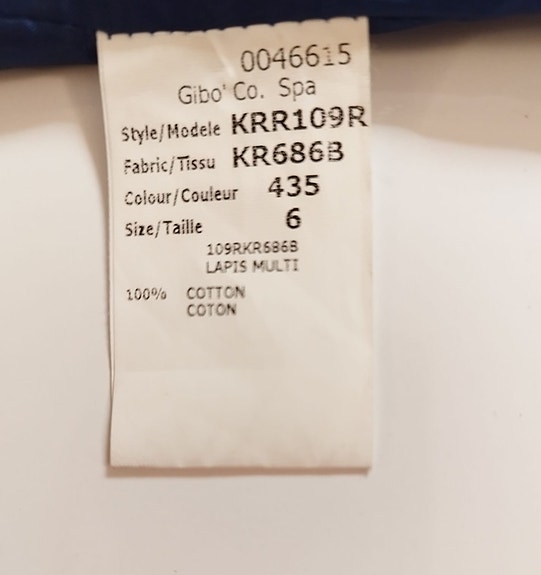 0046615
Gibo' Co. Spa
Style/Modele KRR109R
Fabric/Tissu KR686B
Colour/Couleur 435
Size/Taille 6
109RKR686B
LAPIS MULTI
100% COTTON
COTON